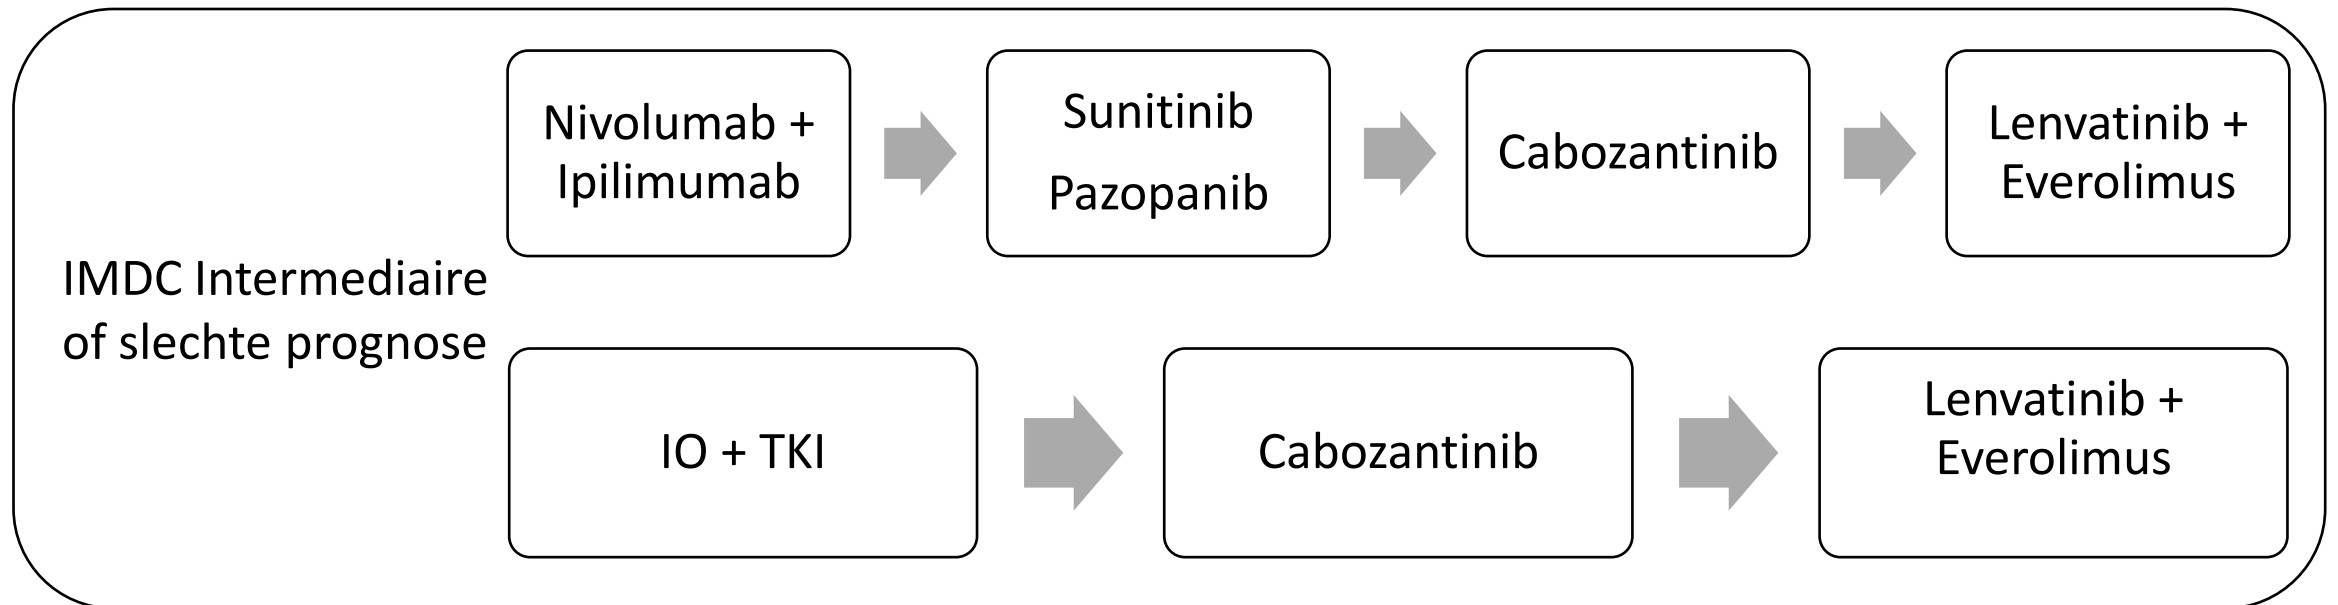 IMDC Intermediaire
of slechte prognose
Nivolumab +
Ipilimumab
Sunitinib
Pazopanib
Cabozantinib
Lenvatinib +
Everolimus
IO + TKI
Cabozantinib
Lenvatinib +
Everolimus